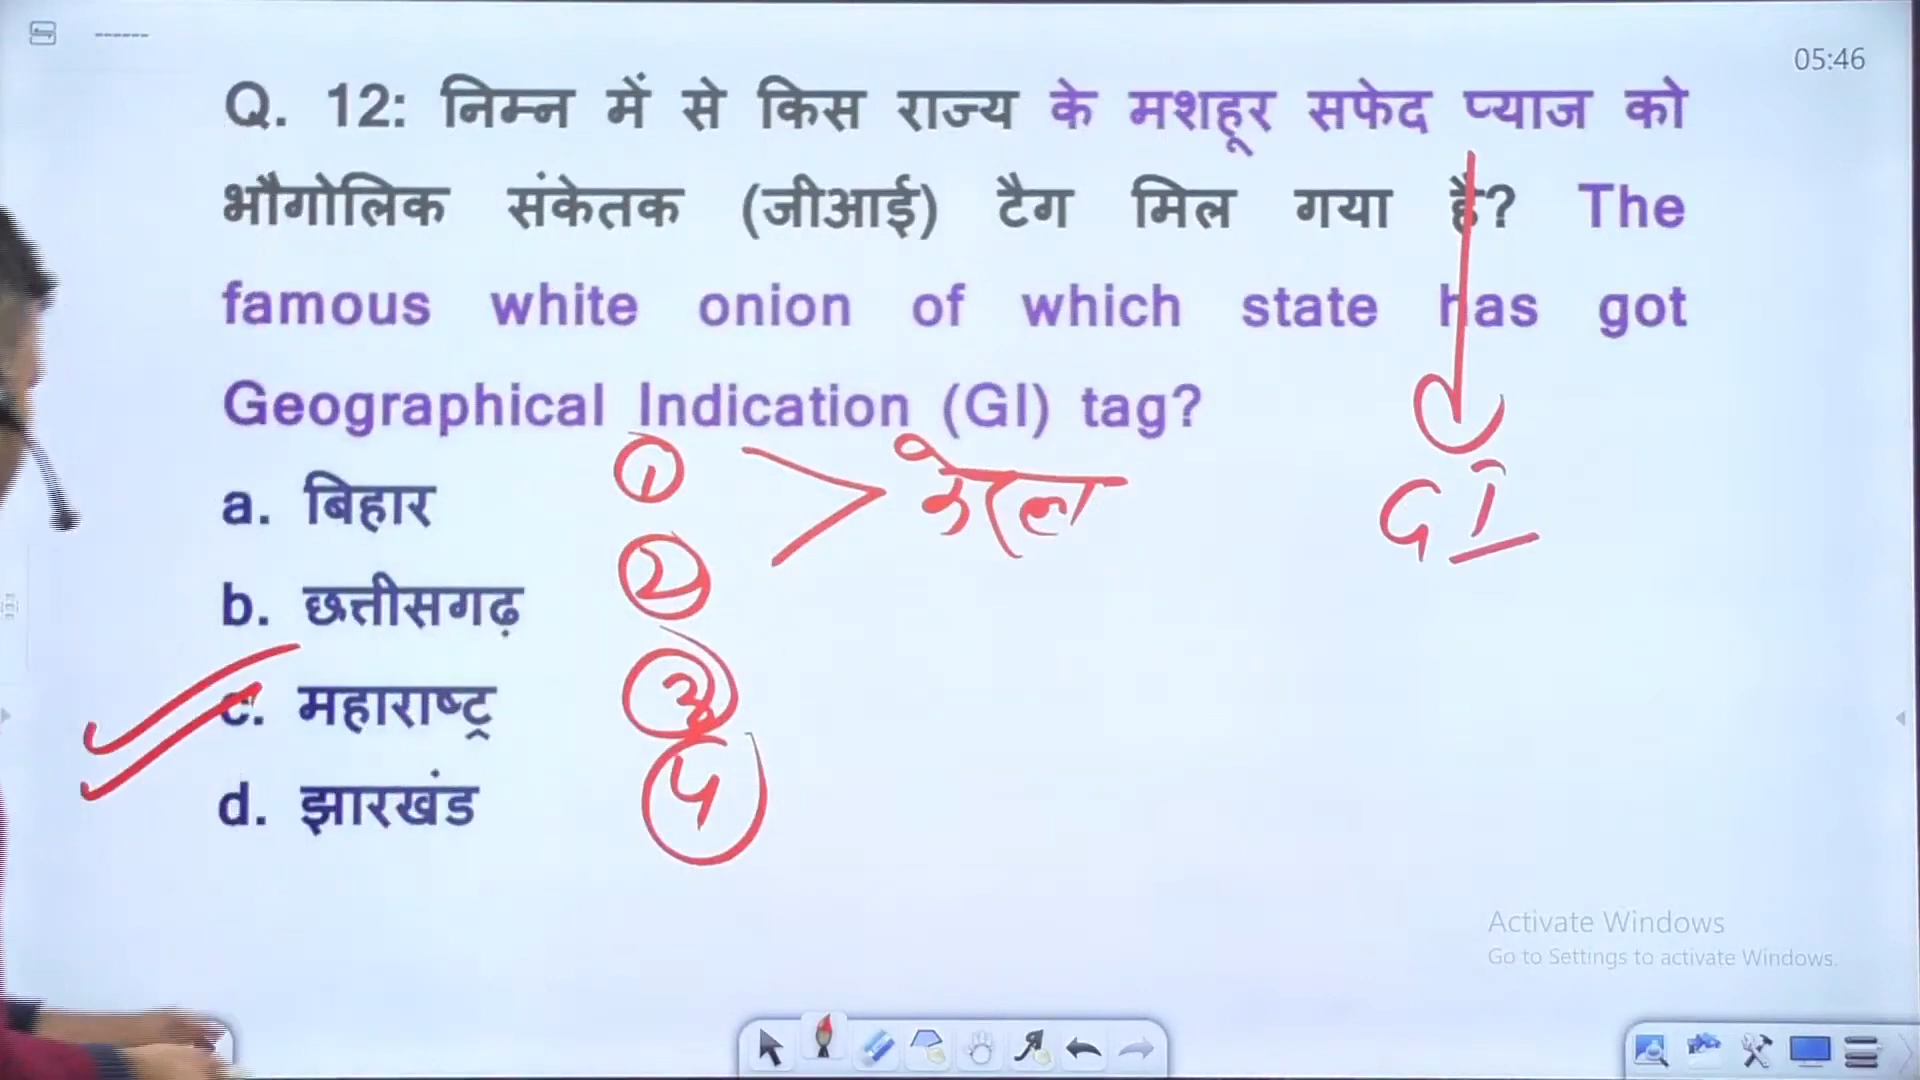 05:46
Q. 12: निम्न में से किस राज्य के मशहूर सफेद प्याज को
भौगोलिक संकेतक (जीआई) टैग मिल गया है? The
famous white onion of which state has got
Geographical Indication (GI) tag?
a. बिहार
b. छत्तीसगढ़
c. महाराष्ट्र
d. झारखंड
1
2
3
केरल
GI
Activate Windows
Go to Settings to activate Windows.